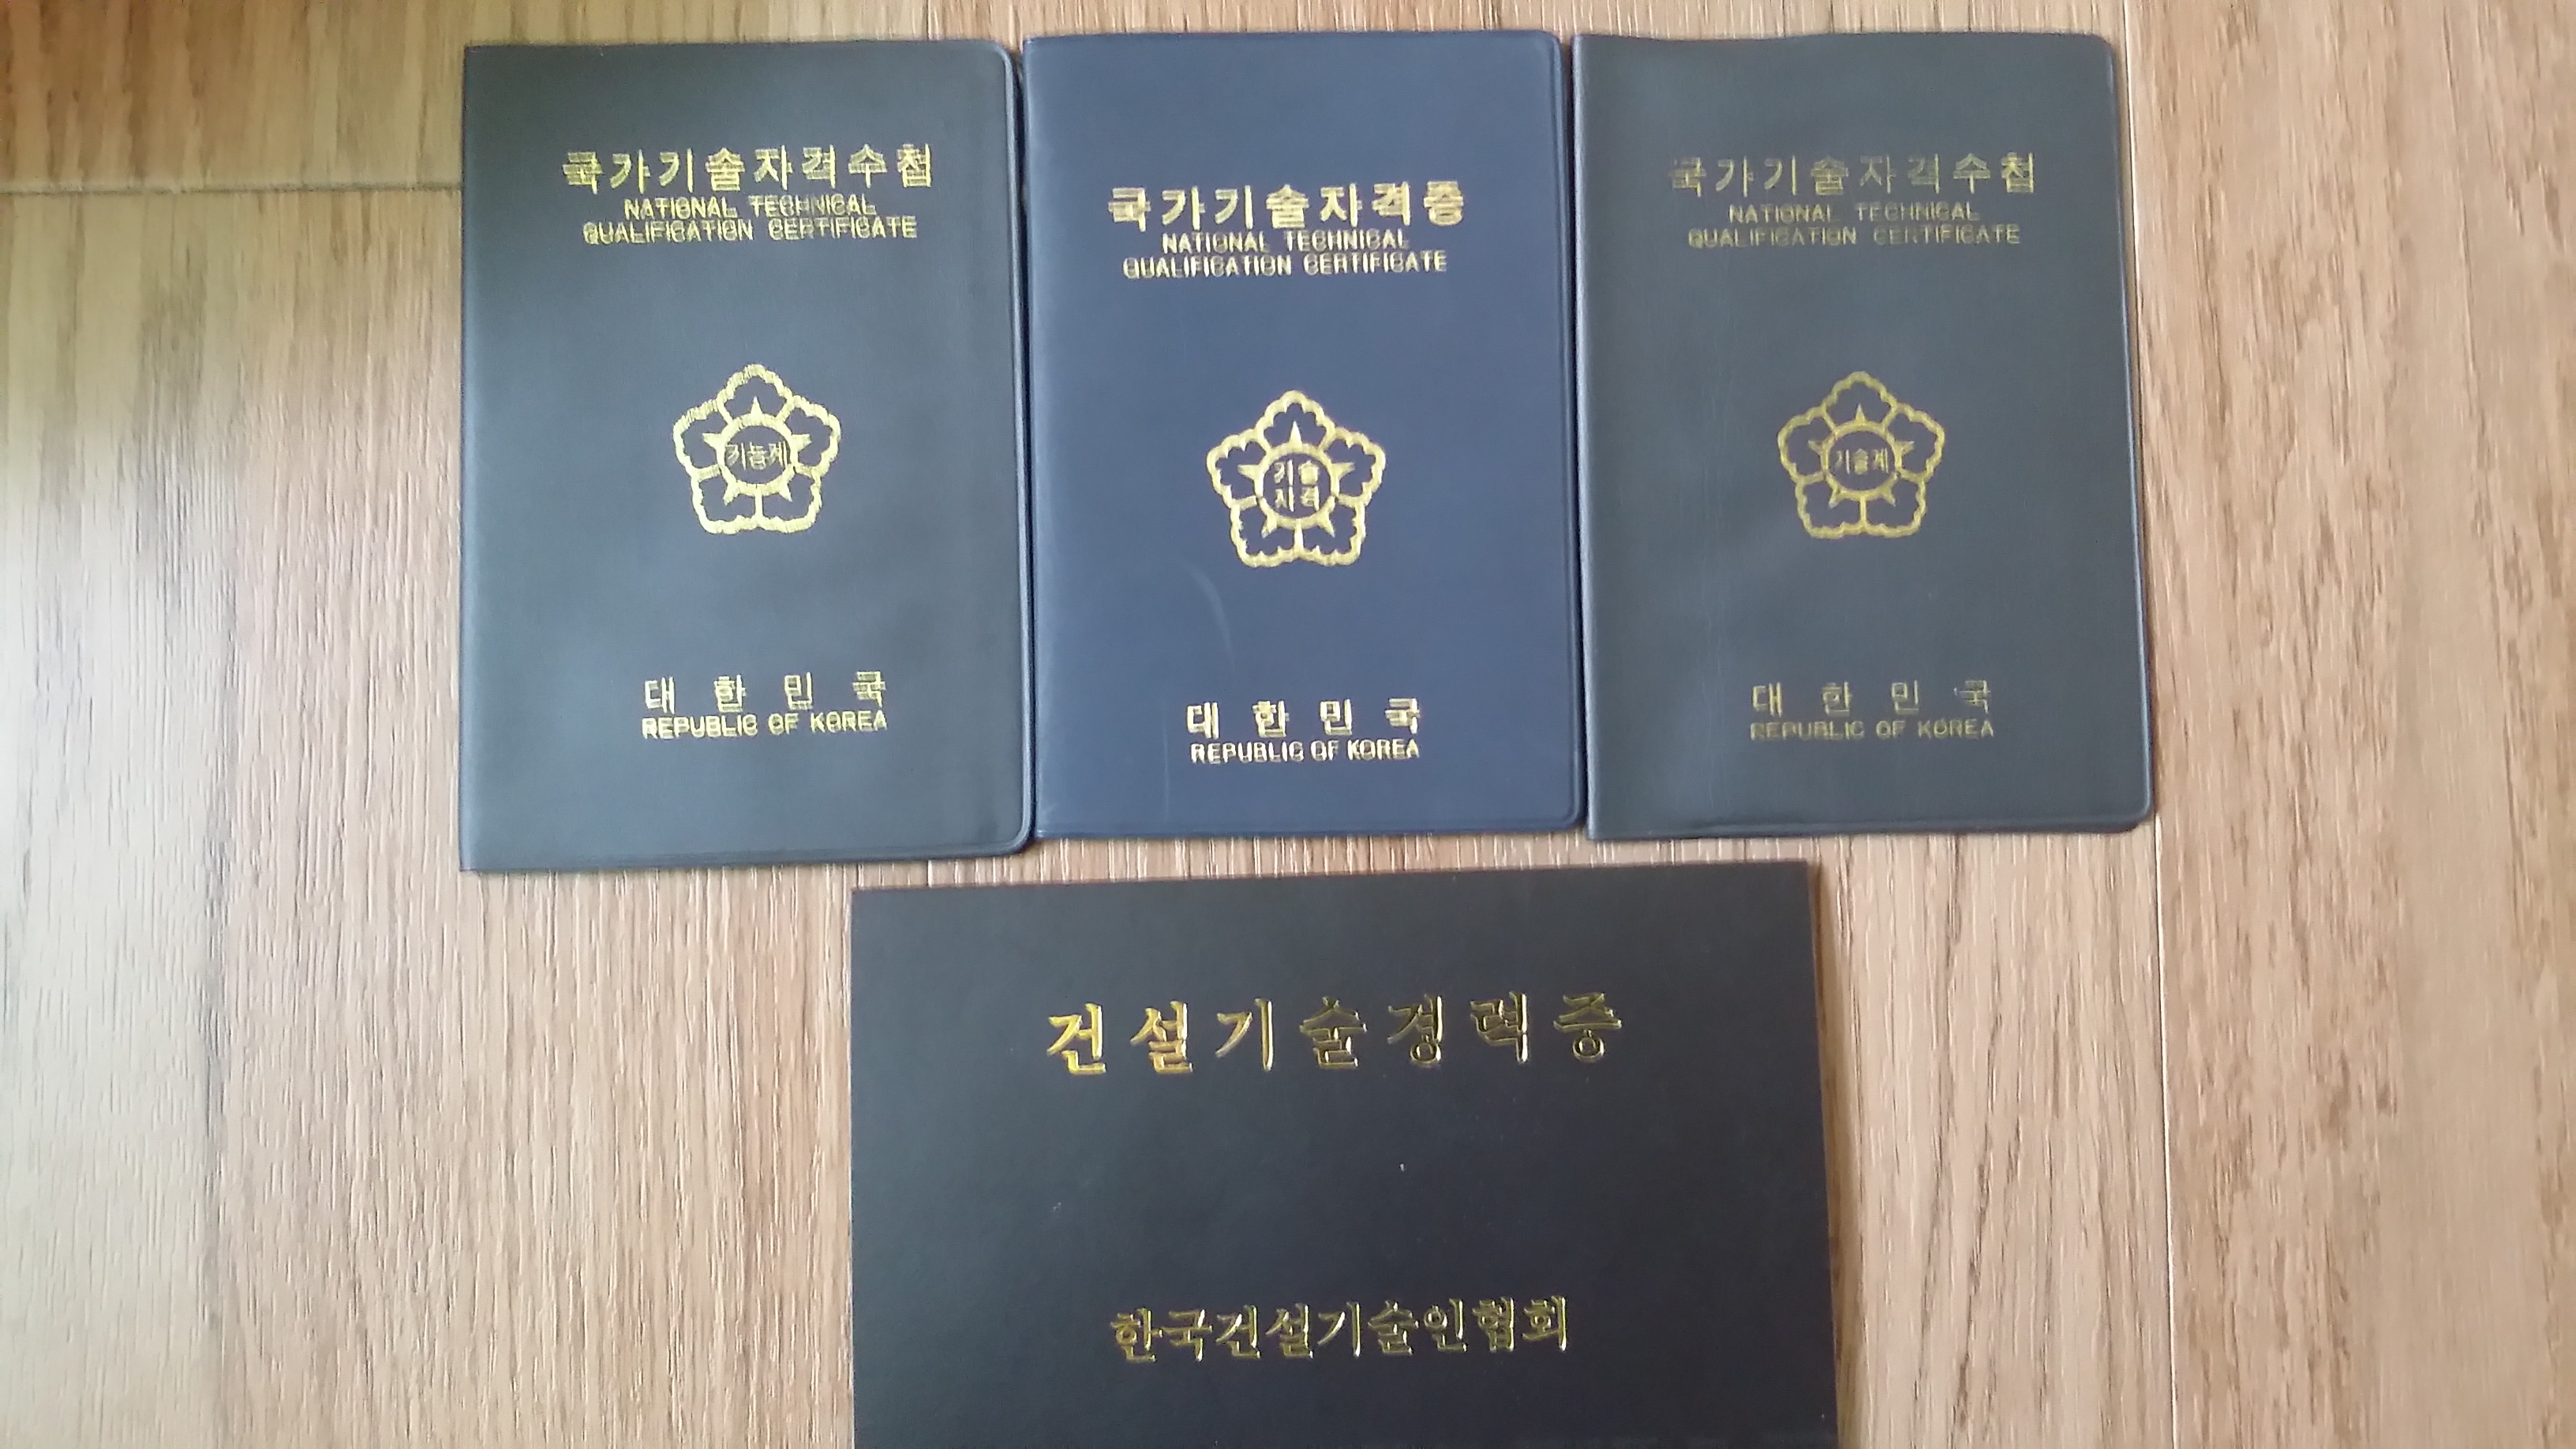 국가기술자격수첩
NATIONAL TECHNICAL
QUALIFICATION CERTIFICATE
기능계
대한민국
REPUBLIC OF KOREA
국가기술자격증
NATIONAL TECHNICAL
QUALIFICATION CERTIFICATE
기술
자격
대한민국
REPUBLIC OF KOREA
국가기술자격수첩
NATIONAL TECHNICAL
QUALIFICATION CERTIFICATE
기술계
대한민국
REPUBLIC OF KOREA
건설기술경력증
한국건설기술인협회